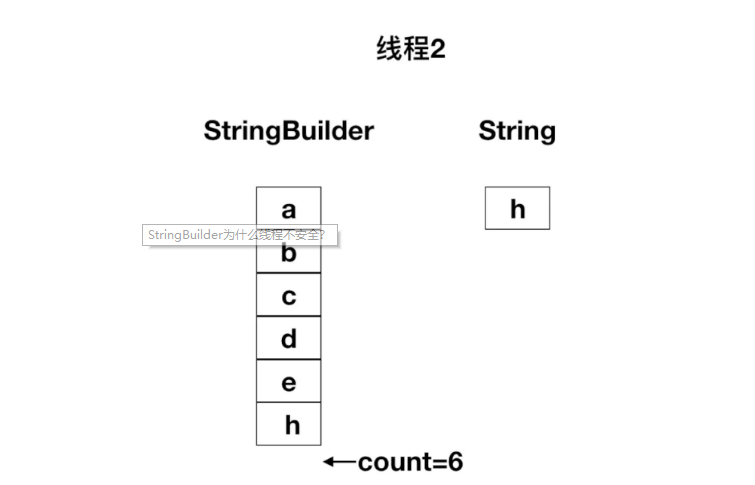 线程2
StringBuilder
String
a
h
StringBuilder为什么线程不安全?
b
c
d
e
h
count=6